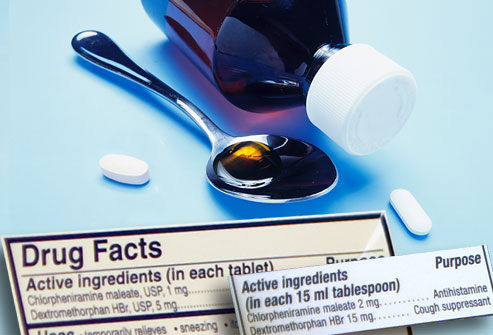 Drug Facts
Active ingredients (in each tablet) Purpose
Chlorpheniramine maleate, USP, 1 mg
Dextromethorphan HBr, USP, 5 mg
Uses temporarily relieves • sneezing
Active ingredients Purpose
(in each 15 ml tablespoon)
Chlorpheniramine maleate 2 mg Antihistamine
Dextromethorphan HBr 15 mg Cough suppressant